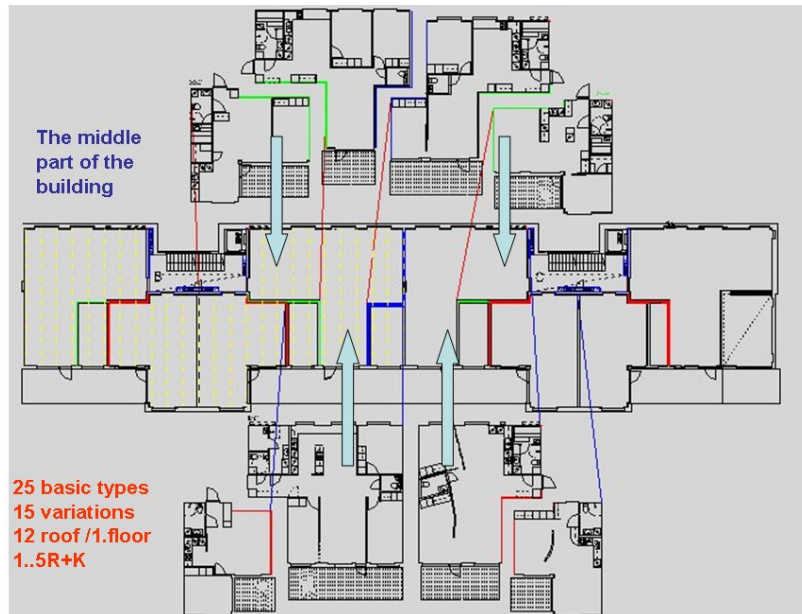 The middle
part of the
building
25 basic types
15 variations
12 roof /1.floor
1..5R+K